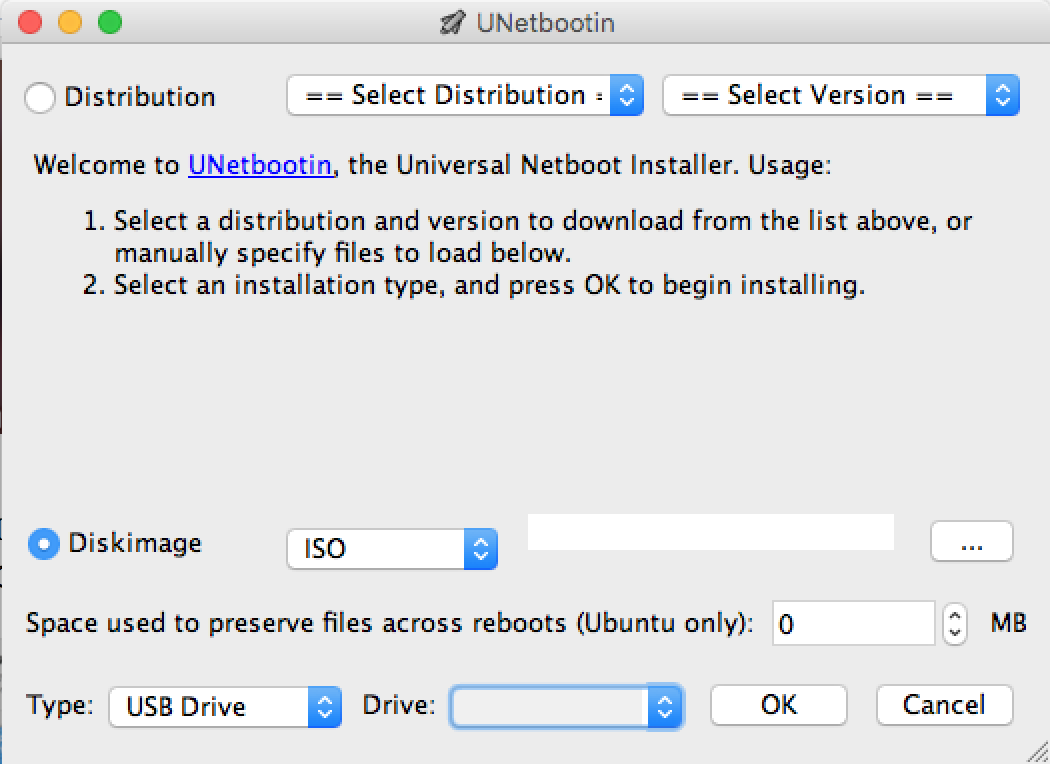 UNetbootin
Distribution
== Select Distribution =
== Select Version ==
Welcome to UNetbootin, the Universal Netboot Installer. Usage:
1. Select a distribution and version to download from the list above, or
manually specify files to load below.
2. Select an installation type, and press OK to begin installing.
Diskimage
ISO
...
Space used to preserve files across reboots (Ubuntu only):
0
MB
Type:
USB Drive
Drive:
OK
Cancel